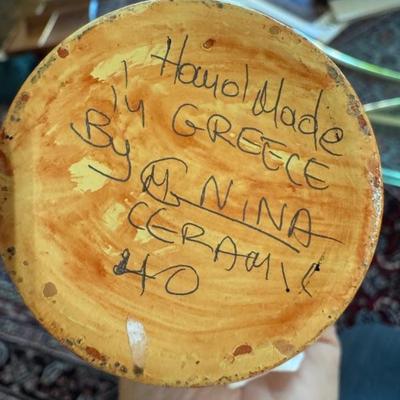 Hand Made
in GREECE
By NiNA
CERAMIC
40